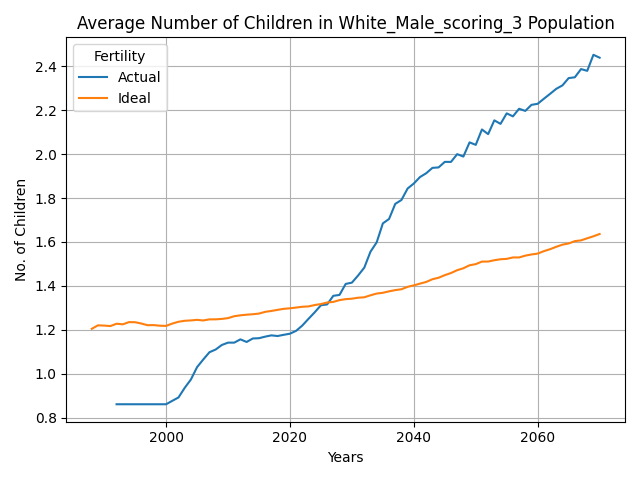 Average Number of Children in White_Male_scoring_3 Population
Fertility
Actual
Ideal
No. of Children
2.4
2.2
2.0
1.8
1.6
1.4
1.2
1.0
0.8
2000
2020
2040
2060
Years